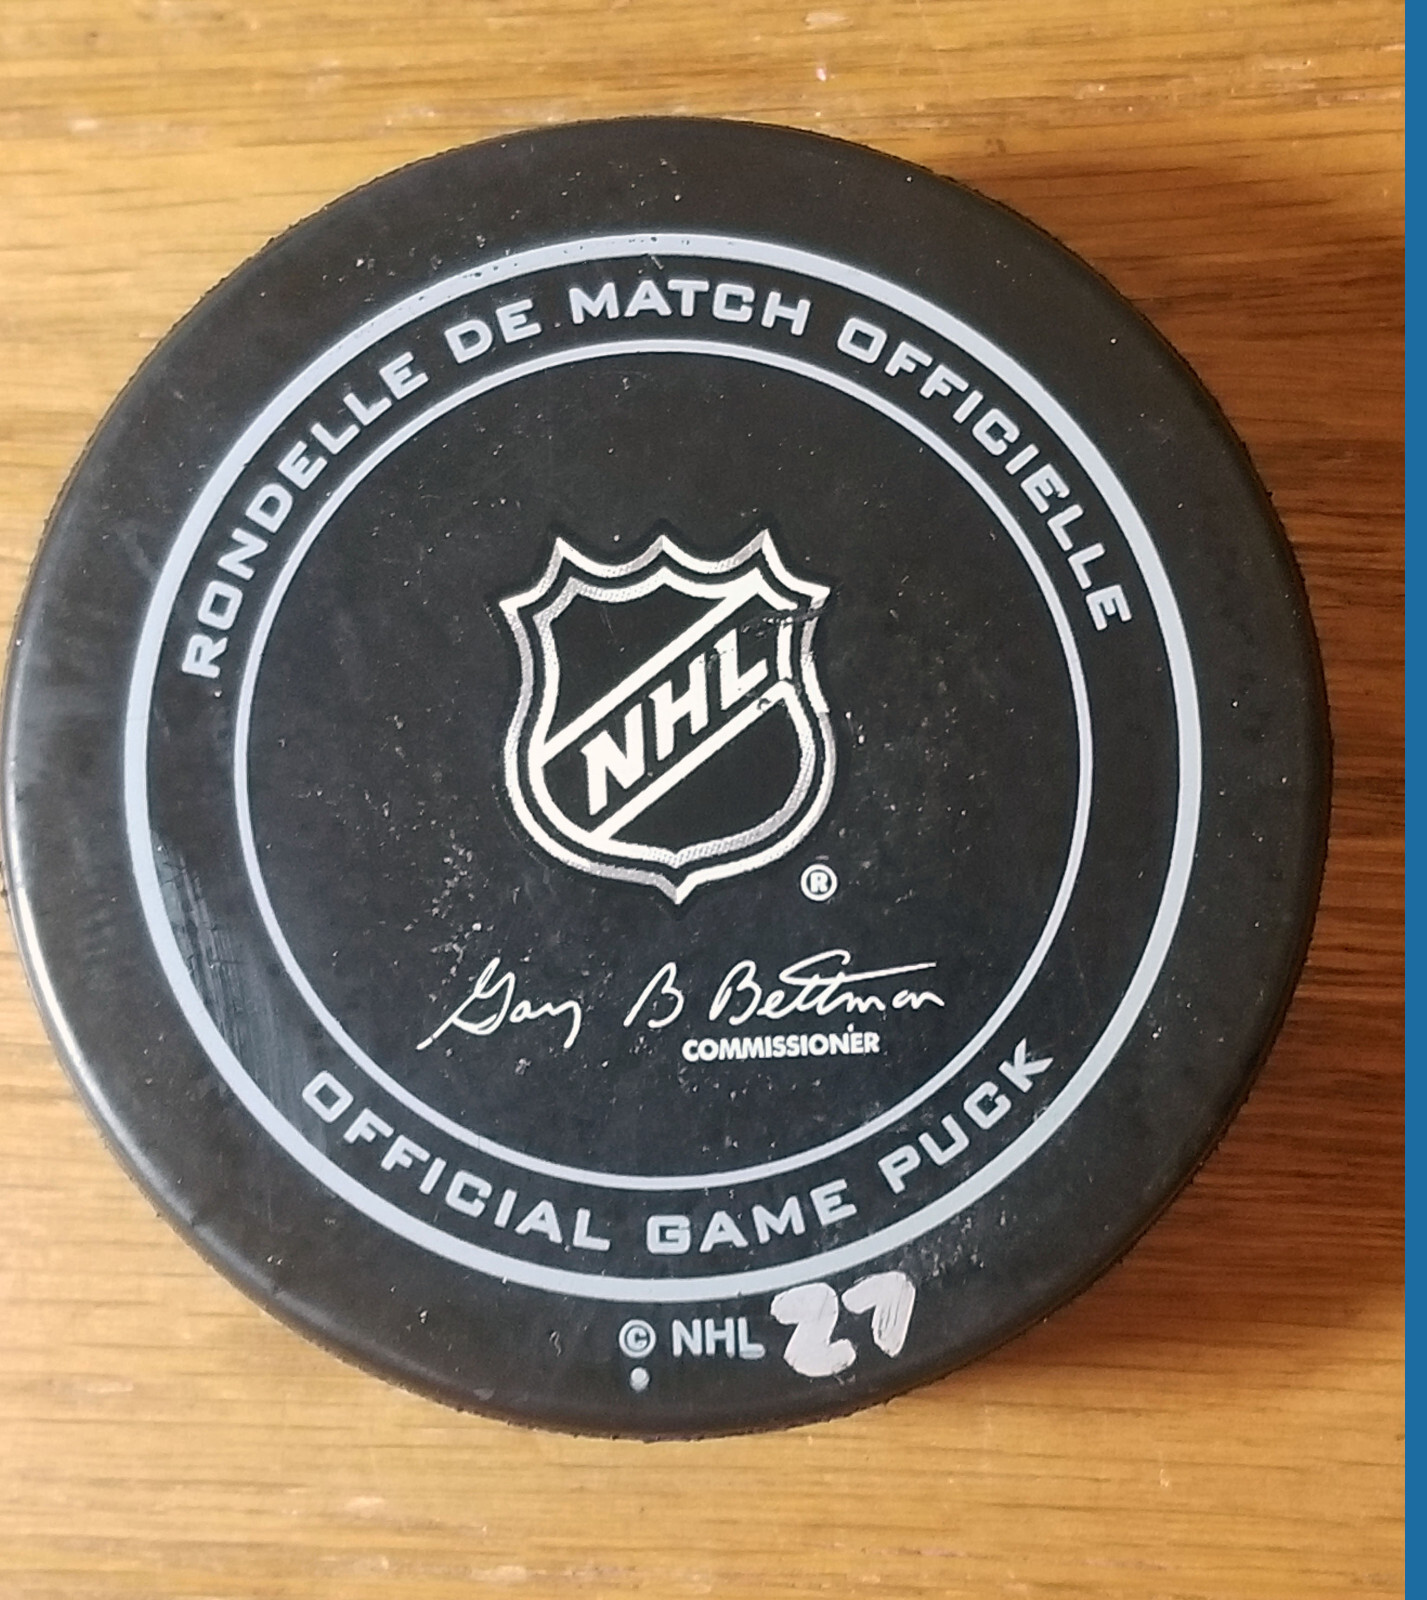 RONDELLE DE MATCH OFFICIELLE
NHL
®
Gary B Bettman
COMMISSIONER
OFFICIAL GAME PUCK
© NHL 27